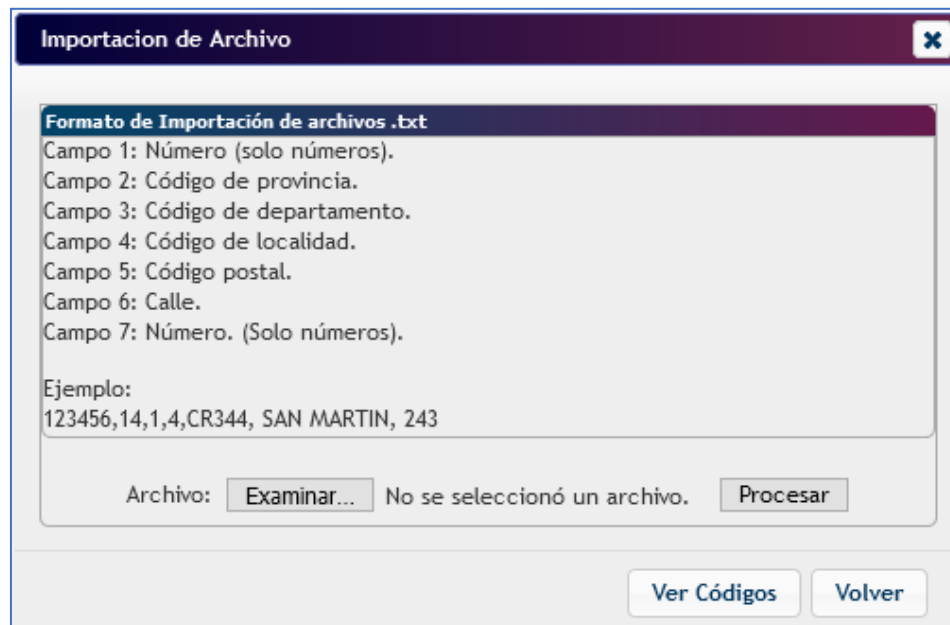 Importacion de Archivo
Formato de Importación de archivos .txt
Campo 1: Número (solo números).
Campo 2: Código de provincia.
Campo 3: Código de departamento.
Campo 4: Código de localidad.
Campo 5: Código postal.
Campo 6: Calle.
Campo 7: Número. (Solo números).
Ejemplo:
123456,14,1,4,CR344, SAN MARTIN, 243
Archivo: Examinar... No se seleccionó un archivo. Procesar
Ver Códigos Volver